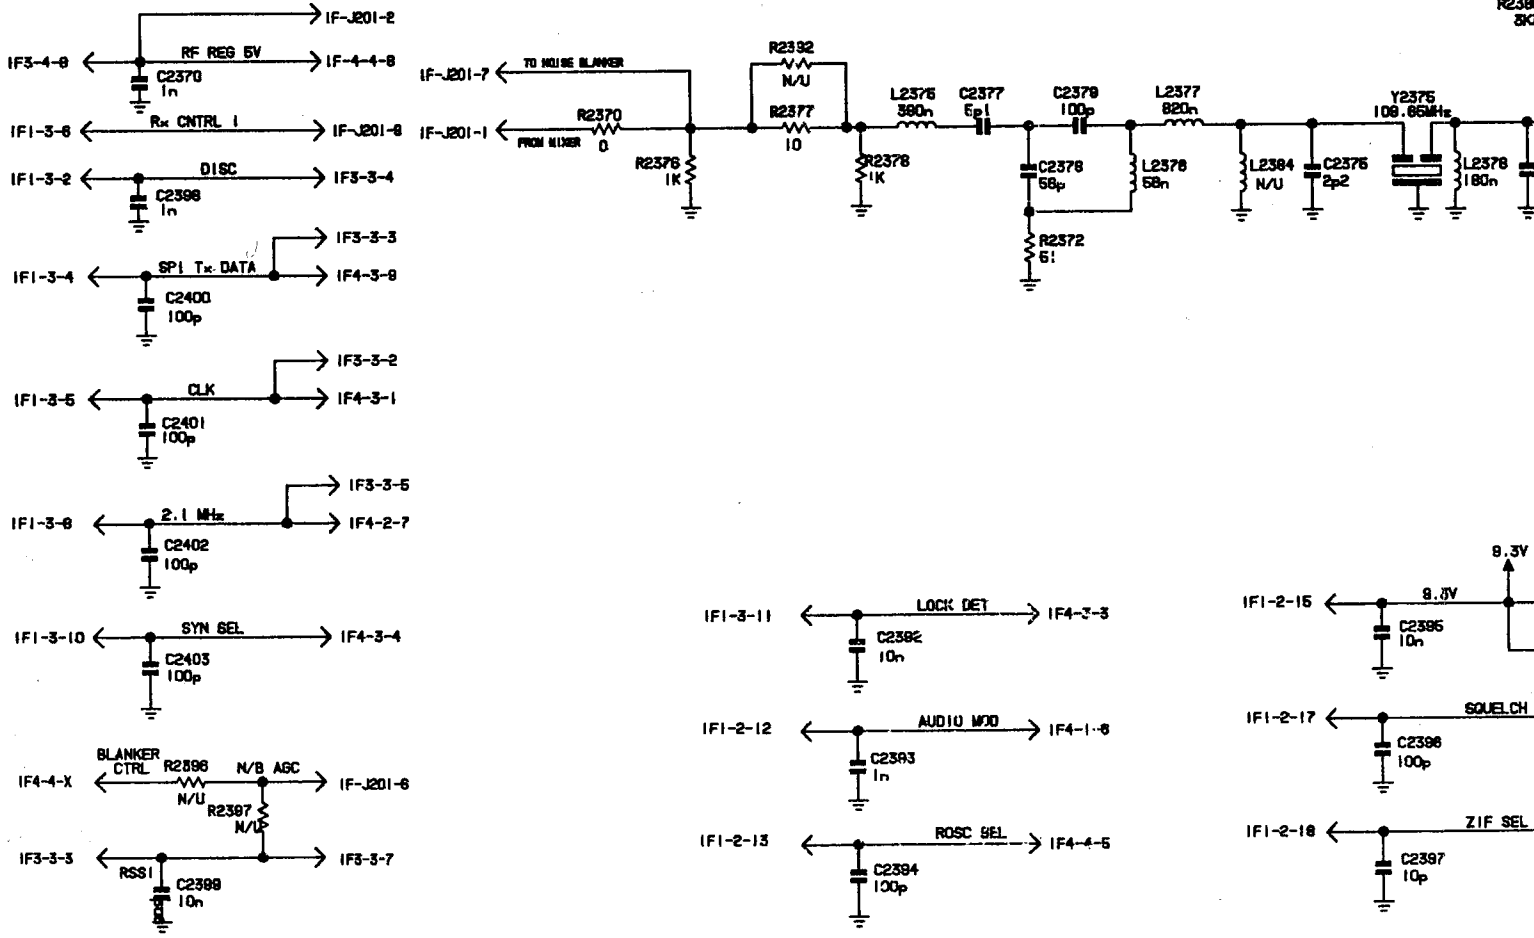 IF-J201-2
IF3-4-8
RF REG 5V
IF-4-4-8
C2370
1n
IF1-3-6
Rx CNTRL 1
IF-J201-8
IF1-3-2
DISC
IF3-3-4
C2398
1n
IF3-3-3
IF1-3-4
SPI Tx DATA
IF4-3-9
C2400
100p
IF3-3-2
IF1-3-5
CLK
IF4-3-1
C2401
100p
IF3-3-5
IF1-3-8
2.1 MHz
IF4-2-7
C2402
100p
IF1-3-10
SYN SEL
IF4-3-4
C2403
100p
BLANKER
CTRL
IF4-4-X
R2396
N/U
N/B AGC
IF-J201-6
R2397
N/U
IF3-3-3
RSSI
IF3-3-7
C2399
10n
IF-J201-7
TO NOISE BLANKER
IF-J201-1
FROM MIXER
R2370
0
R2376
1K
R2392
N/U
R2377
10
R2378
1K
L2375
390n
C2377
5p1
C2379
100p
C2378
56p
L2376
56n
R2372
51
L2377
820n
L2384
N/U
C2375
2p2
Y2375
109.65MHz
L2378
180n
IF1-3-11
LOCK DET
IF4-3-3
C2392
10n
IF1-2-12
AUDIO MOD
IF4-1-6
C2393
1n
IF1-2-13
ROSC SEL
IF4-4-5
C2394
100p
9.3V
IF1-2-15
9.3V
C2395
10n
IF1-2-17
SQUELCH
C2396
100p
IF1-2-18
ZIF SEL
C2397
10p